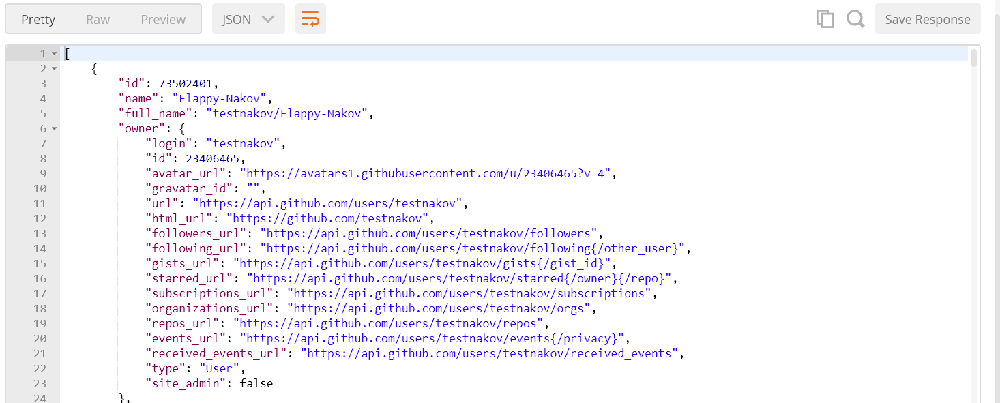 Pretty Raw Preview JSON Save Response
1 [
2 {
3 "id": 73502401,
4 "name": "Flappy-Nakov",
5 "full_name": "testnakov/Flappy-Nakov",
6 "owner": {
7 "login": "testnakov",
8 "id": 23406465,
9 "avatar_url": "https://avatars1.githubusercontent.com/u/23406465?v=4",
10 "gravatar_id": "",
11 "url": "https://api.github.com/users/testnakov",
12 "html_url": "https://github.com/testnakov",
13 "followers_url": "https://api.github.com/users/testnakov/followers",
14 "following_url": "https://api.github.com/users/testnakov/following{/other_user}",
15 "gists_url": "https://api.github.com/users/testnakov/gists{/gist_id}",
16 "starred_url": "https://api.github.com/users/testnakov/starred{/owner}{/repo}",
17 "subscriptions_url": "https://api.github.com/users/testnakov/subscriptions",
18 "organizations_url": "https://api.github.com/users/testnakov/orgs",
19 "repos_url": "https://api.github.com/users/testnakov/repos",
20 "events_url": "https://api.github.com/users/testnakov/events{/privacy}",
21 "received_events_url": "https://api.github.com/users/testnakov/received_events",
22 "type": "User",
23 "site_admin": false
24 },